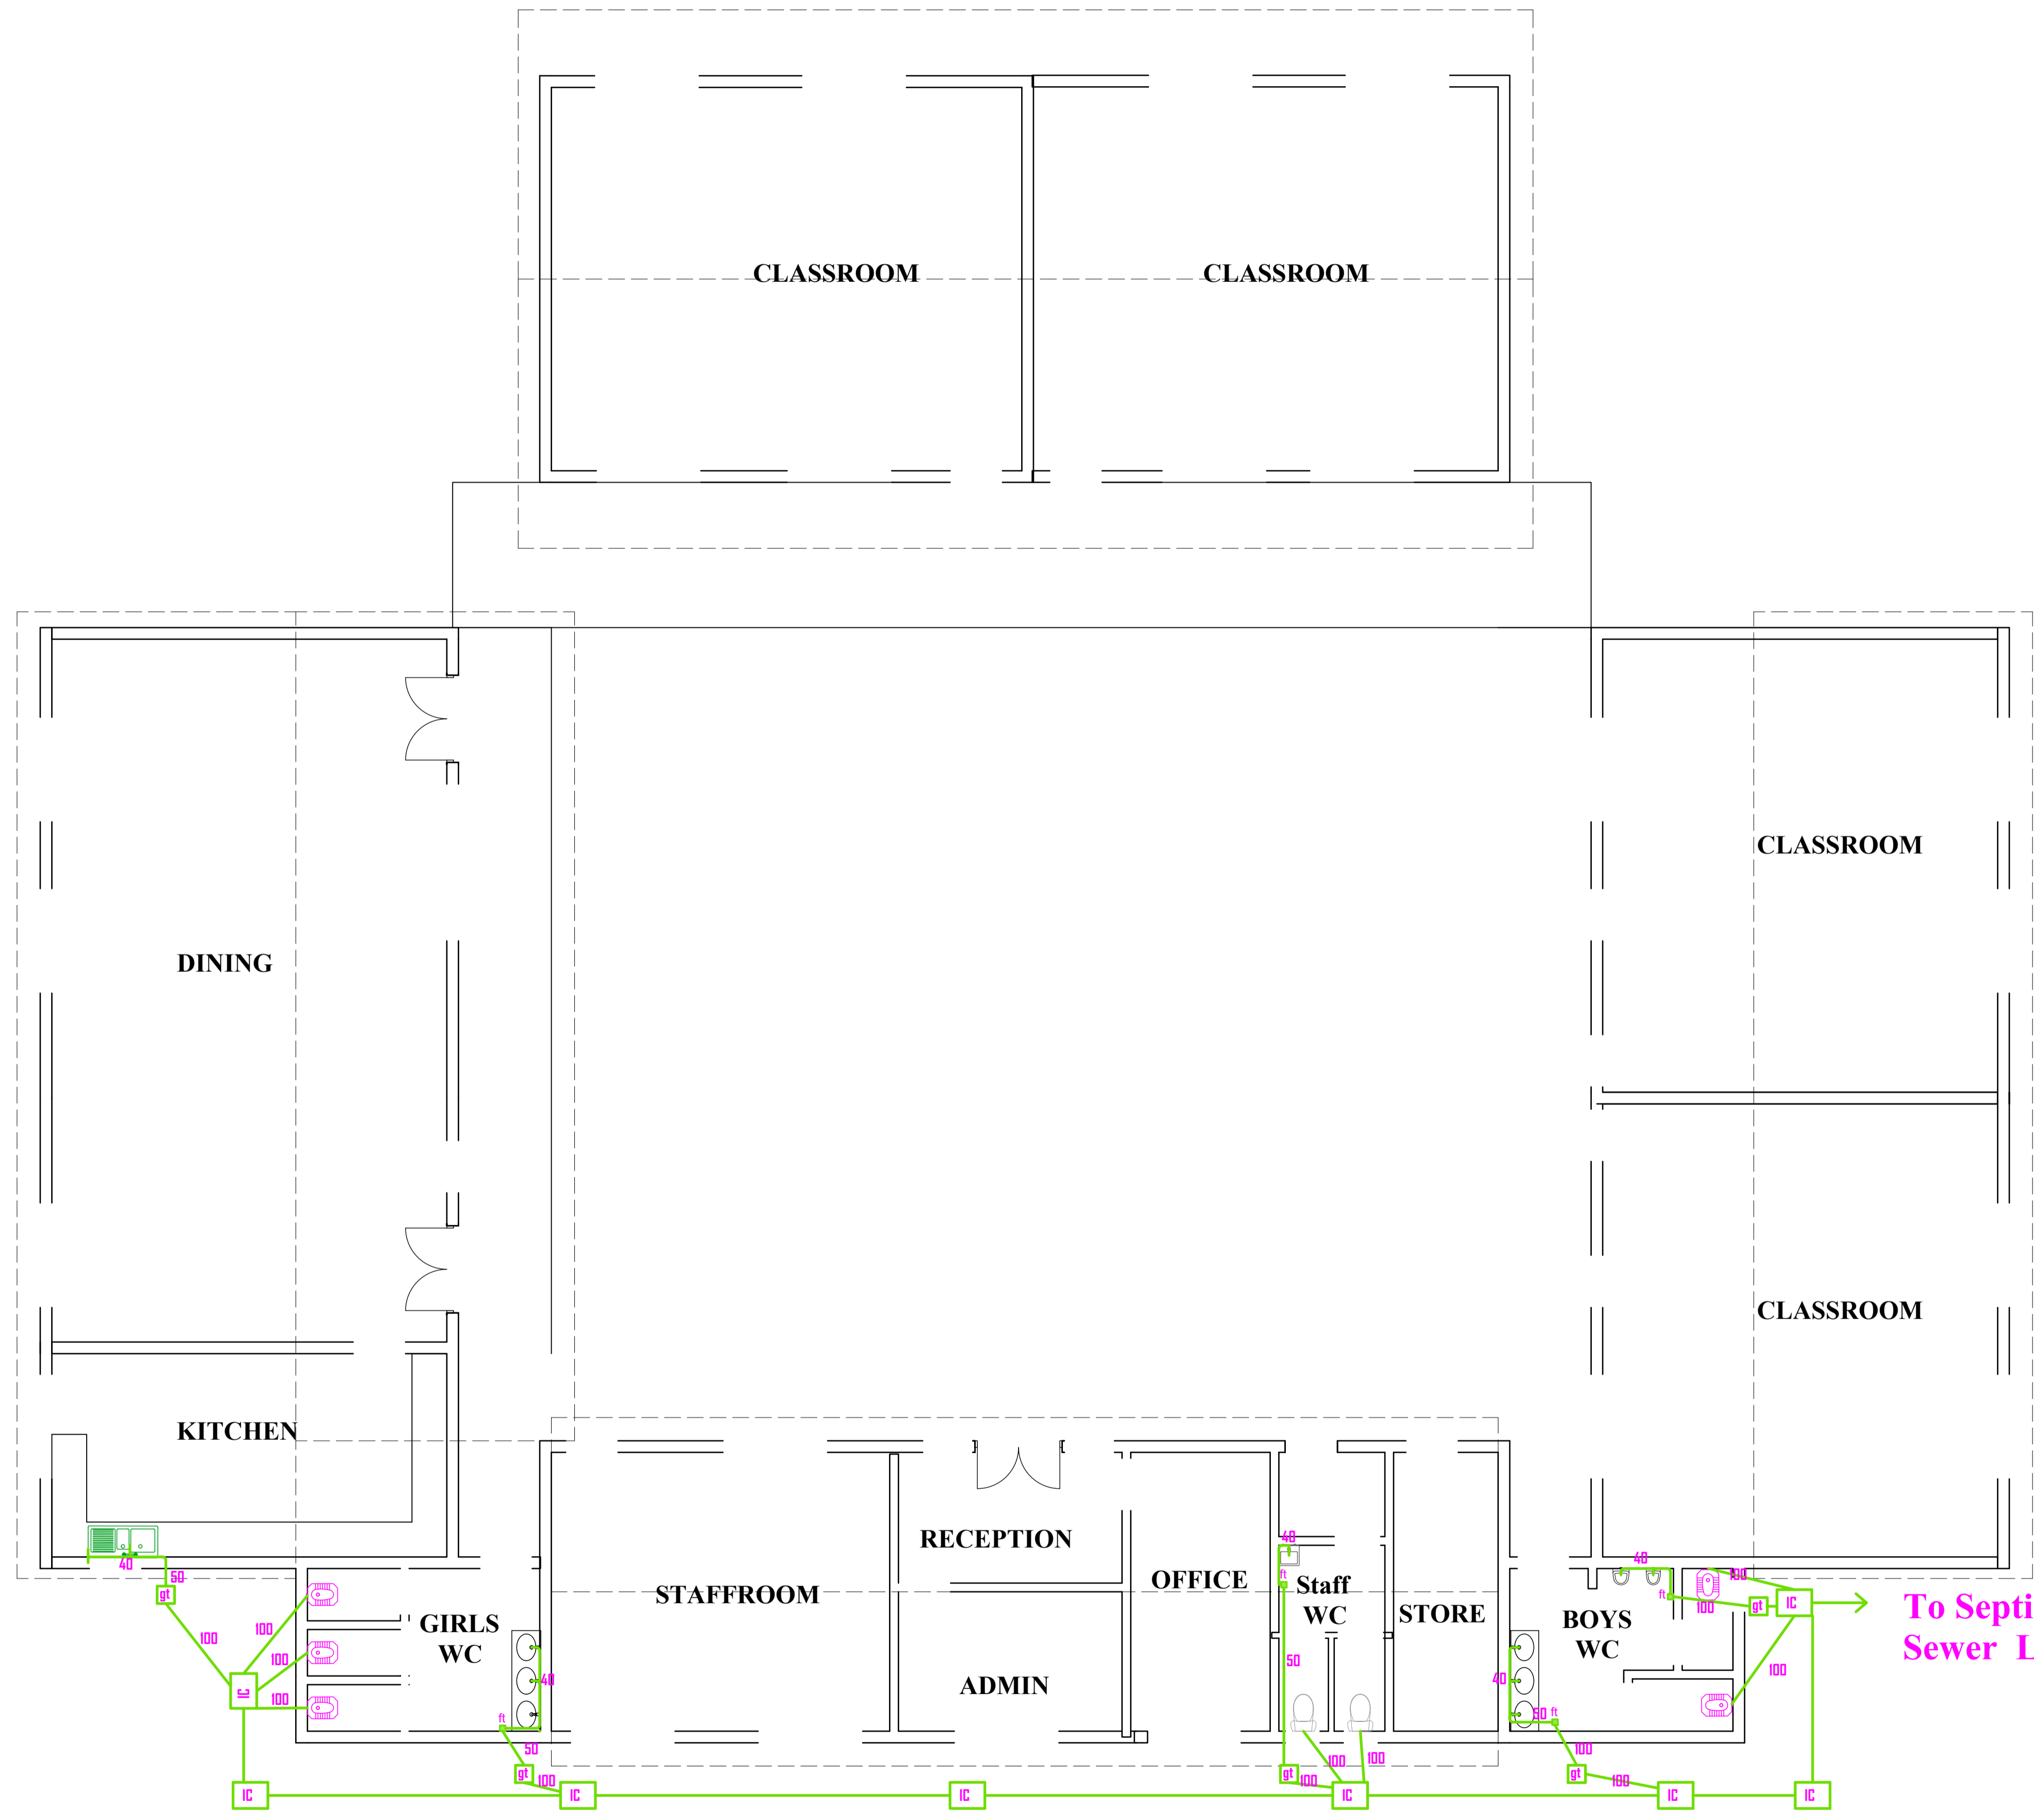 CLASSROOM
CLASSROOM
CLASSROOM
DINING
CLASSROOM
KITCHEN
RECEPTION
OFFICE
STAFFROOM
Staff
WC
STORE
GIRLS
WC
BOYS
WC
ADMIN
To Septi
Sewer L
40
50
gt
100
100
100
100
IC
IC
40
ft
50
gt
100
IC
IC
40
ft
50
gt
100
100
100
IC
40
50
ft
100
gt
100
IC
40
ft
100
100
gt
IC
100
IC